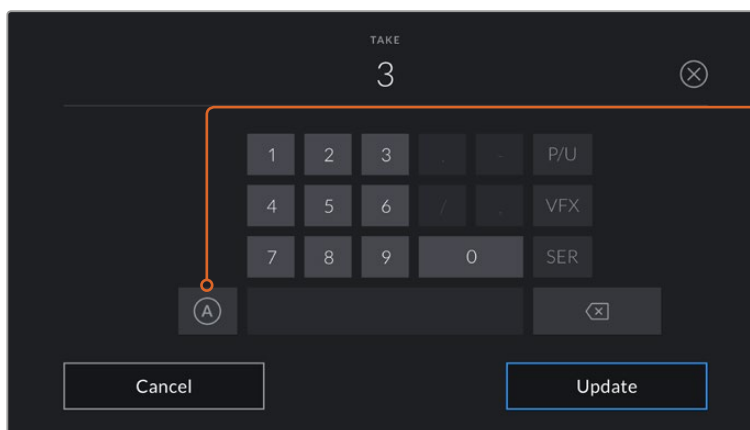 TAKE
3
1 2 3 . - P/U
4 5 6 / , VFX
7 8 9 0 SER
A
Cancel Update